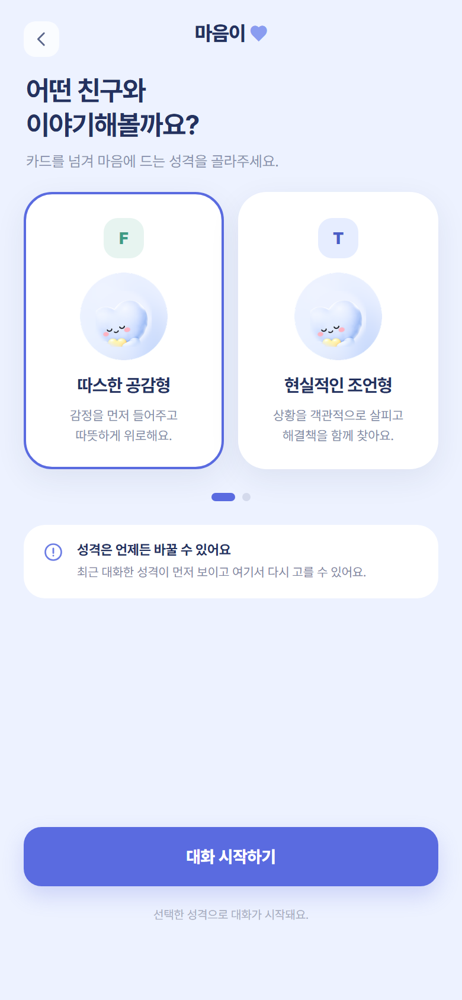 마음이
어떤 친구와
이야기해볼까요?
카드를 넘겨 마음에 드는 성격을 골라주세요.
F
따스한 공감형
감정을 먼저 들어주고
따뜻하게 위로해요.
T
현실적인 조언형
상황을 객관적으로 살피고
해결책을 함께 찾아요.
성격은 언제든 바꿀 수 있어요
최근 대화한 성격이 먼저 보이고 여기서 다시 고를 수 있어요.
대화 시작하기
선택한 성격으로 대화가 시작돼요.